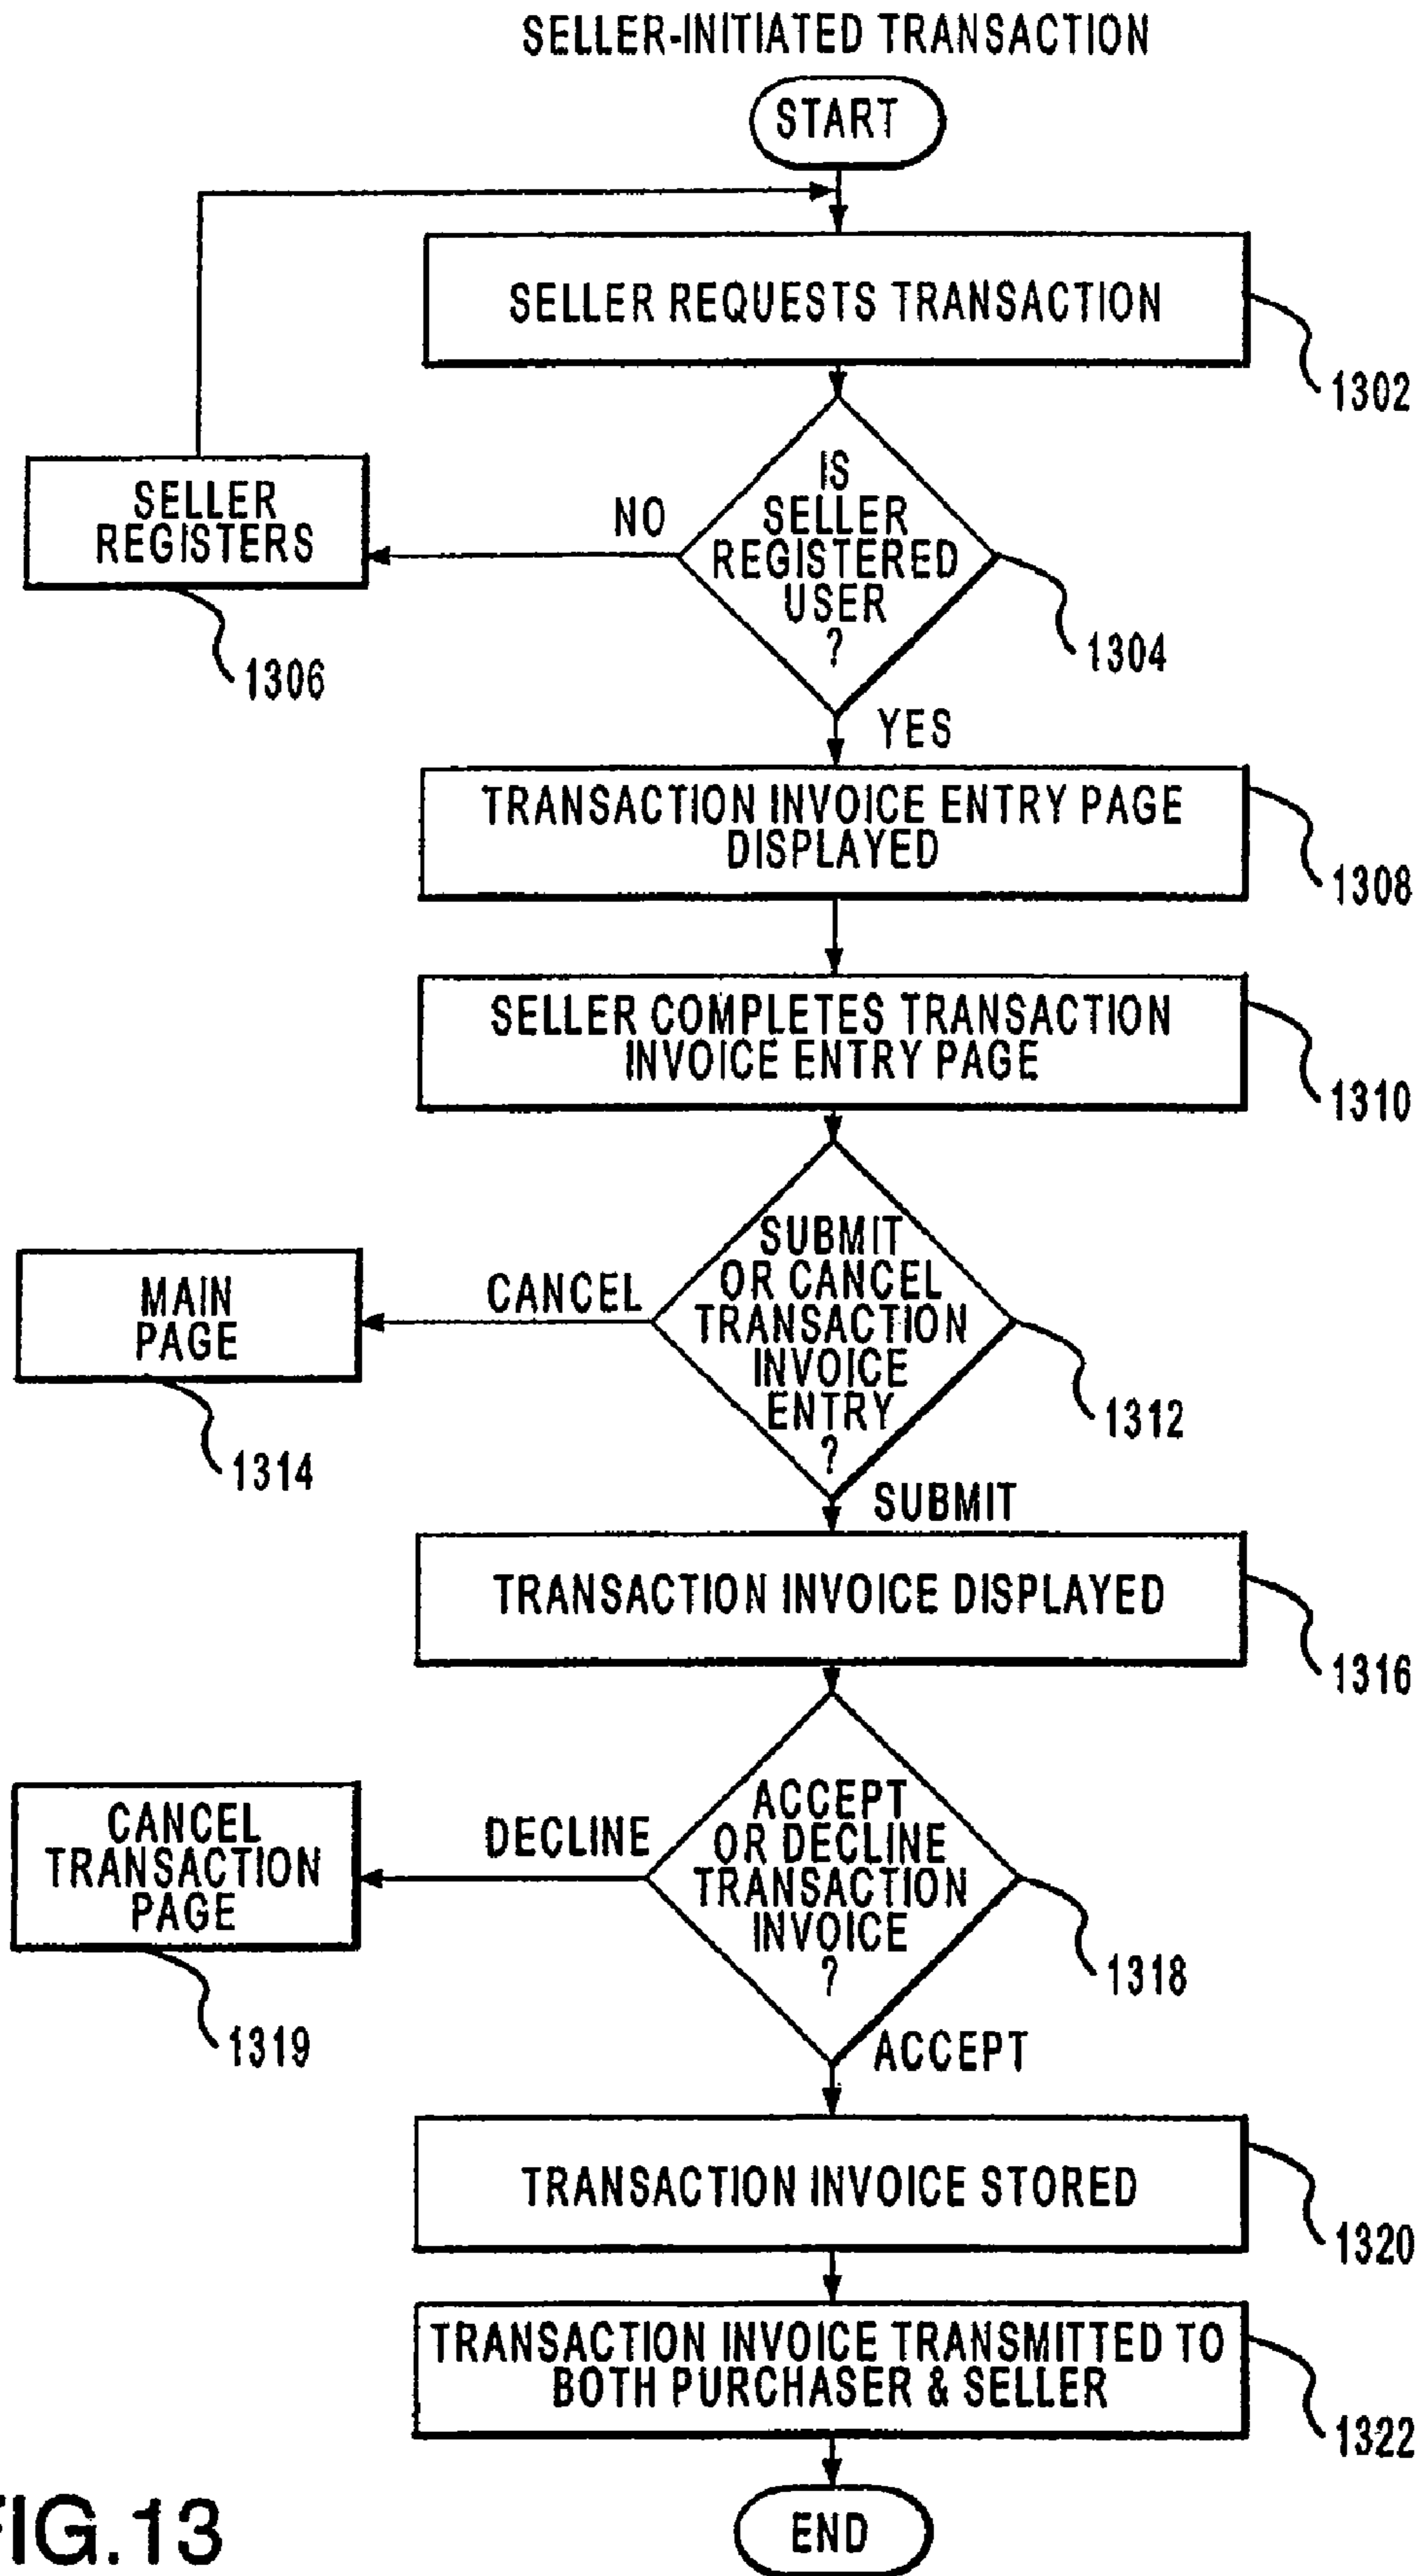 SELLER-INITIATED TRANSACTION
START
SELLER REQUESTS TRANSACTION
1302
IS
SELLER
REGISTERED
USER
?
NO
SELLER
REGISTERS
1304
1306
YES
TRANSACTION INVOICE ENTRY PAGE
DISPLAYED
1308
SELLER COMPLETES TRANSACTION
INVOICE ENTRY PAGE
1310
SUBMIT
OR CANCEL
TRANSACTION
INVOICE
ENTRY
?
CANCEL
MAIN
PAGE
1312
1314
SUBMIT
TRANSACTION INVOICE DISPLAYED
1316
ACCEPT
OR DECLINE
TRANSACTION
INVOICE
?
DECLINE
CANCEL
TRANSACTION
PAGE
1318
1319
ACCEPT
TRANSACTION INVOICE STORED
1320
TRANSACTION INVOICE TRANSMITTED TO
BOTH PURCHASER & SELLER
1322
END
FIG.13